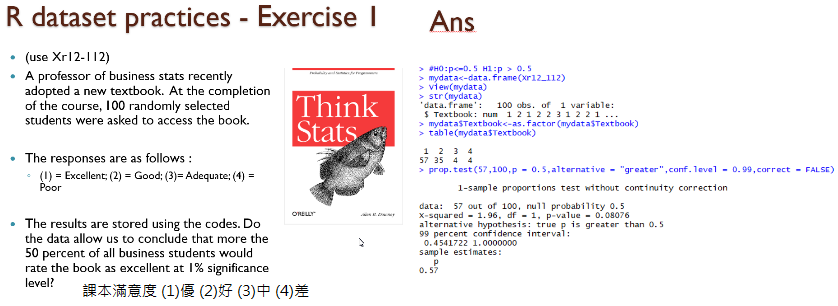 R dataset practices - Exercise 1
(use Xr12-112)
A professor of business stats recently
adopted a new textbook. At the completion
of the course, 100 randomly selected
students were asked to access the book.
The responses are as follows :
(1) = Excellent; (2) = Good; (3)= Adequate; (4) =
Poor
The results are stored using the codes. Do
the data allow us to conclude that more the
50 percent of all business students would
rate the book as excellent at 1% significance
level?
課本滿意度 (1)優 (2)好 (3)中 (4)差
Probability and Statistics for Programmers
Think
Stats
O'REILLY
Allen B. Downey
Ans
> #H0:p<=0.5 H1:p > 0.5
> mydata<-data.frame(Xr12_112)
> View(mydata)
> str(mydata)
'data.frame': 100 obs. of 1 variable:
$ Textbook: num 1 2 1 2 2 3 1 2 2 1 ...
> mydata$Textbook<-as.factor(mydata$Textbook)
> table(mydata$Textbook)
1 2 3 4
57 35 4 4
> prop.test(57,100,p = 0.5,alternative = "greater",conf.level = 0.99,correct = FALSE)
1-sample proportions test without continuity correction
data: 57 out of 100, null probability 0.5
X-squared = 1.96, df = 1, p-value = 0.08076
alternative hypothesis: true p is greater than 0.5
99 percent confidence interval:
0.4541722 1.0000000
sample estimates:
p
0.57